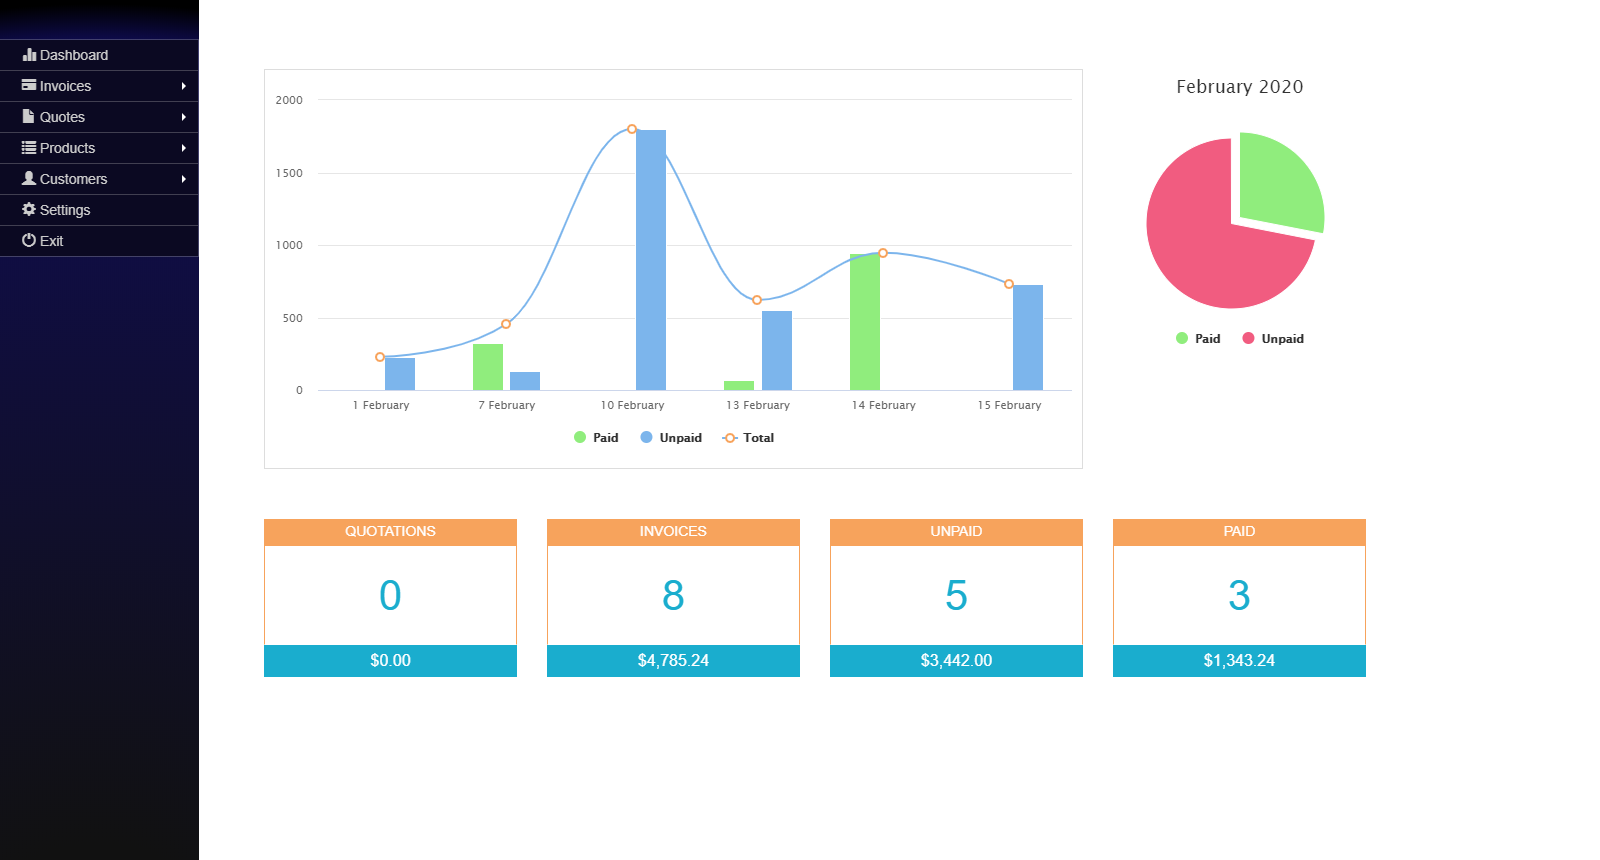 Dashboard
Invoices
Quotes
Products
Customers
Settings
Exit
2000
1500
1000
500
0
1 February
7 February
10 February
13 February
14 February
15 February
Paid
Unpaid
Total
February 2020
Paid
Unpaid
QUOTATIONS
0
$0.00
INVOICES
8
$4,785.24
UNPAID
5
$3,442.00
PAID
3
$1,343.24